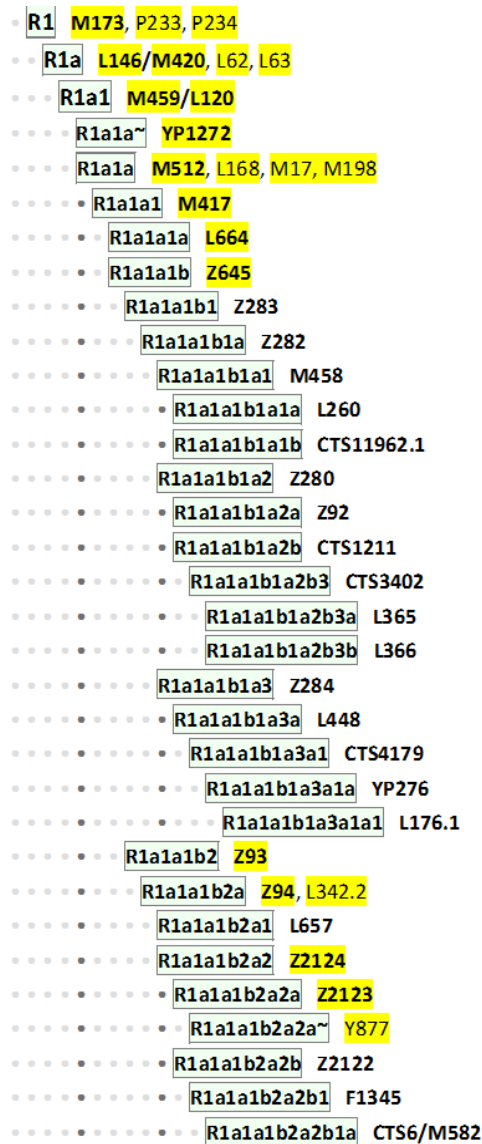 R1 M173, P233, P234
R1a L146/M420, L62, L63
R1a1 M459/L120
R1a1a~ YP1272
R1a1a M512, L168, M17, M198
R1a1a1 M417
R1a1a1a L664
R1a1a1b Z645
R1a1a1b1 Z283
R1a1a1b1a Z282
R1a1a1b1a1 M458
R1a1a1b1a1a L260
R1a1a1b1a1b CTS11962.1
R1a1a1b1a2 Z280
R1a1a1b1a2a Z92
R1a1a1b1a2b CTS1211
R1a1a1b1a2b3 CTS3402
R1a1a1b1a2b3a L365
R1a1a1b1a2b3b L366
R1a1a1b1a3 Z284
R1a1a1b1a3a L448
R1a1a1b1a3a1 CTS4179
R1a1a1b1a3a1a YP276
R1a1a1b1a3a1a1 L176.1
R1a1a1b2 Z93
R1a1a1b2a Z94, L342.2
R1a1a1b2a1 L657
R1a1a1b2a2 Z2124
R1a1a1b2a2a Z2123
R1a1a1b2a2a~ Y877
R1a1a1b2a2b Z2122
R1a1a1b2a2b1 F1345
R1a1a1b2a2b1a CTS6/M582